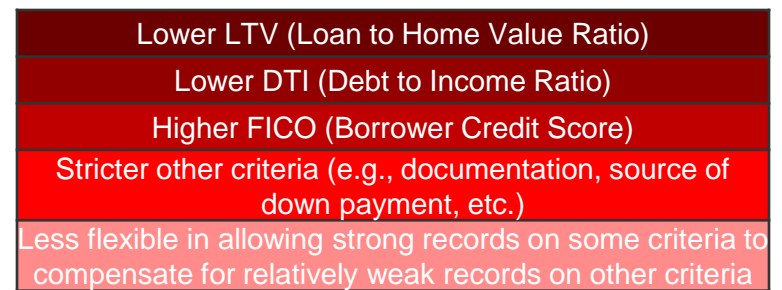 Lower LTV (Loan to Home Value Ratio)
Lower DTI (Debt to Income Ratio)
Higher FICO (Borrower Credit Score)
Stricter other criteria (e.g., documentation, source of
down payment, etc.)
Less flexible in allowing strong records on some criteria to
compensate for relatively weak records on other criteria